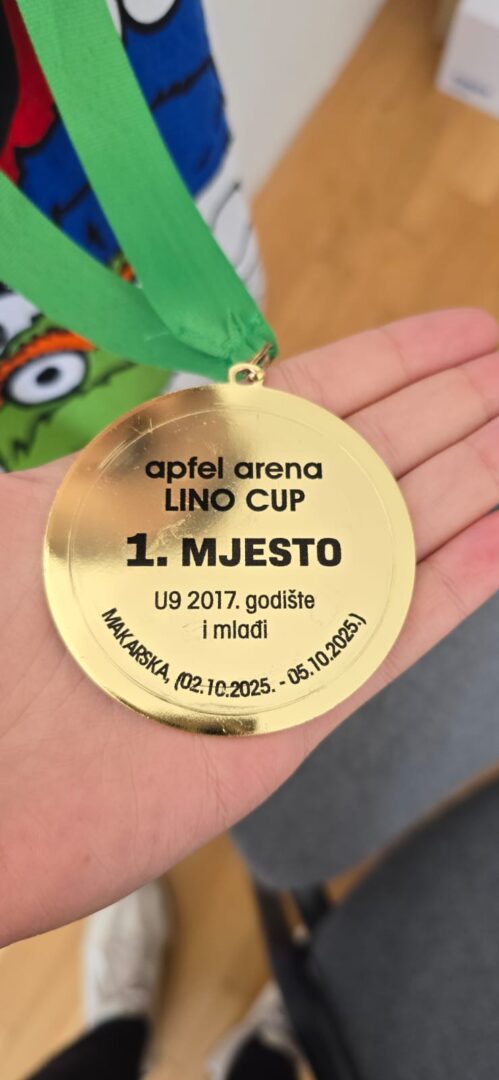 apfel arena
LINO CUP
1. MJESTO
U9 2017. godište
i mlađi
MAKARSKA, (02.10.2025. - 05.10.2025.)